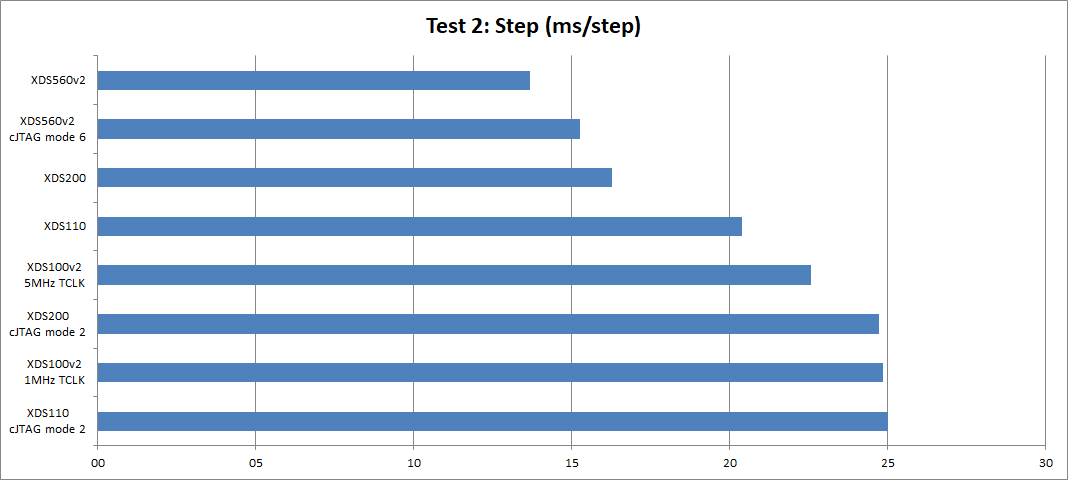 Test 2: Step (ms/step)
XDS560v2
XDS560v2
cJTAG mode 6
XDS200
XDS110
XDS100v2
5MHz TCLK
XDS200
cJTAG mode 2
XDS100v2
1MHz TCLK
XDS110
cJTAG mode 2
00 05 10 15 20 25 30